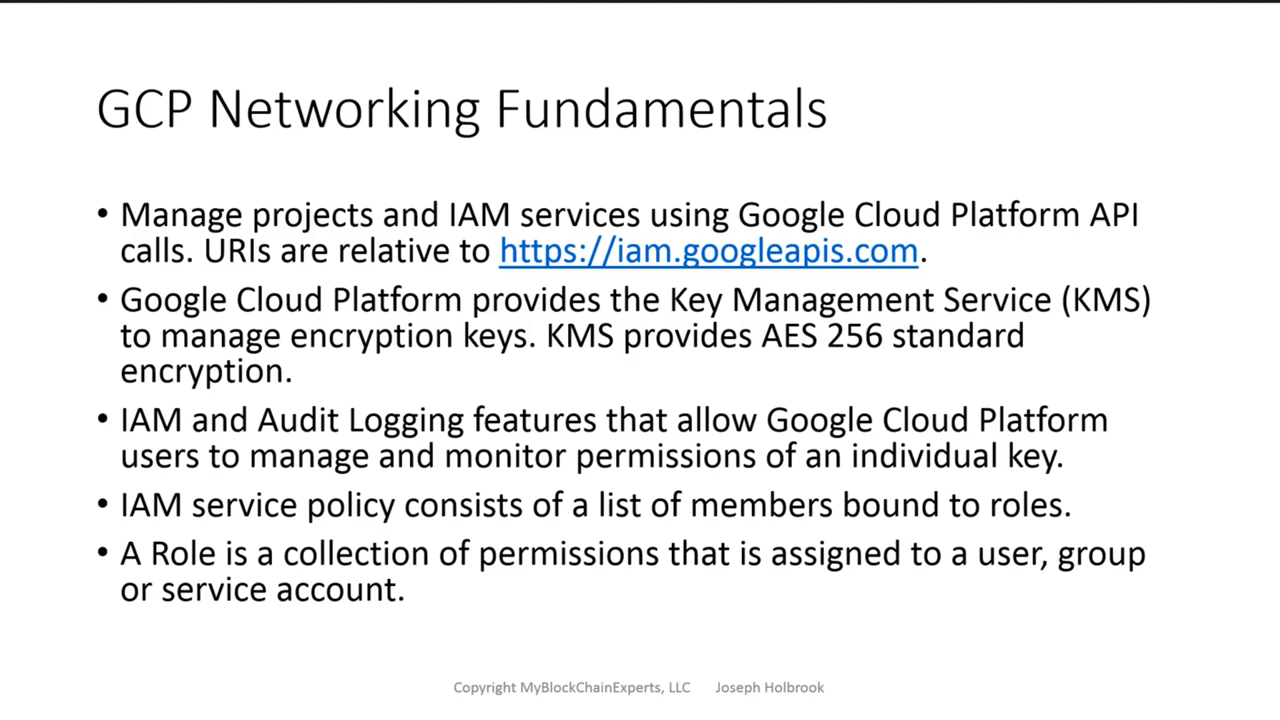 GCP Networking Fundamentals
• Manage projects and IAM services using Google Cloud Platform API
calls. URIs are relative to https://iam.googleapis.com.
• Google Cloud Platform provides the Key Management Service (KMS)
to manage encryption keys. KMS provides AES 256 standard
encryption.
• IAM and Audit Logging features that allow Google Cloud Platform
users to manage and monitor permissions of an individual key.
• IAM service policy consists of a list of members bound to roles.
• A Role is a collection of permissions that is assigned to a user, group
or service account.
Copyright MyBlockChainExperts, LLC Joseph Holbrook